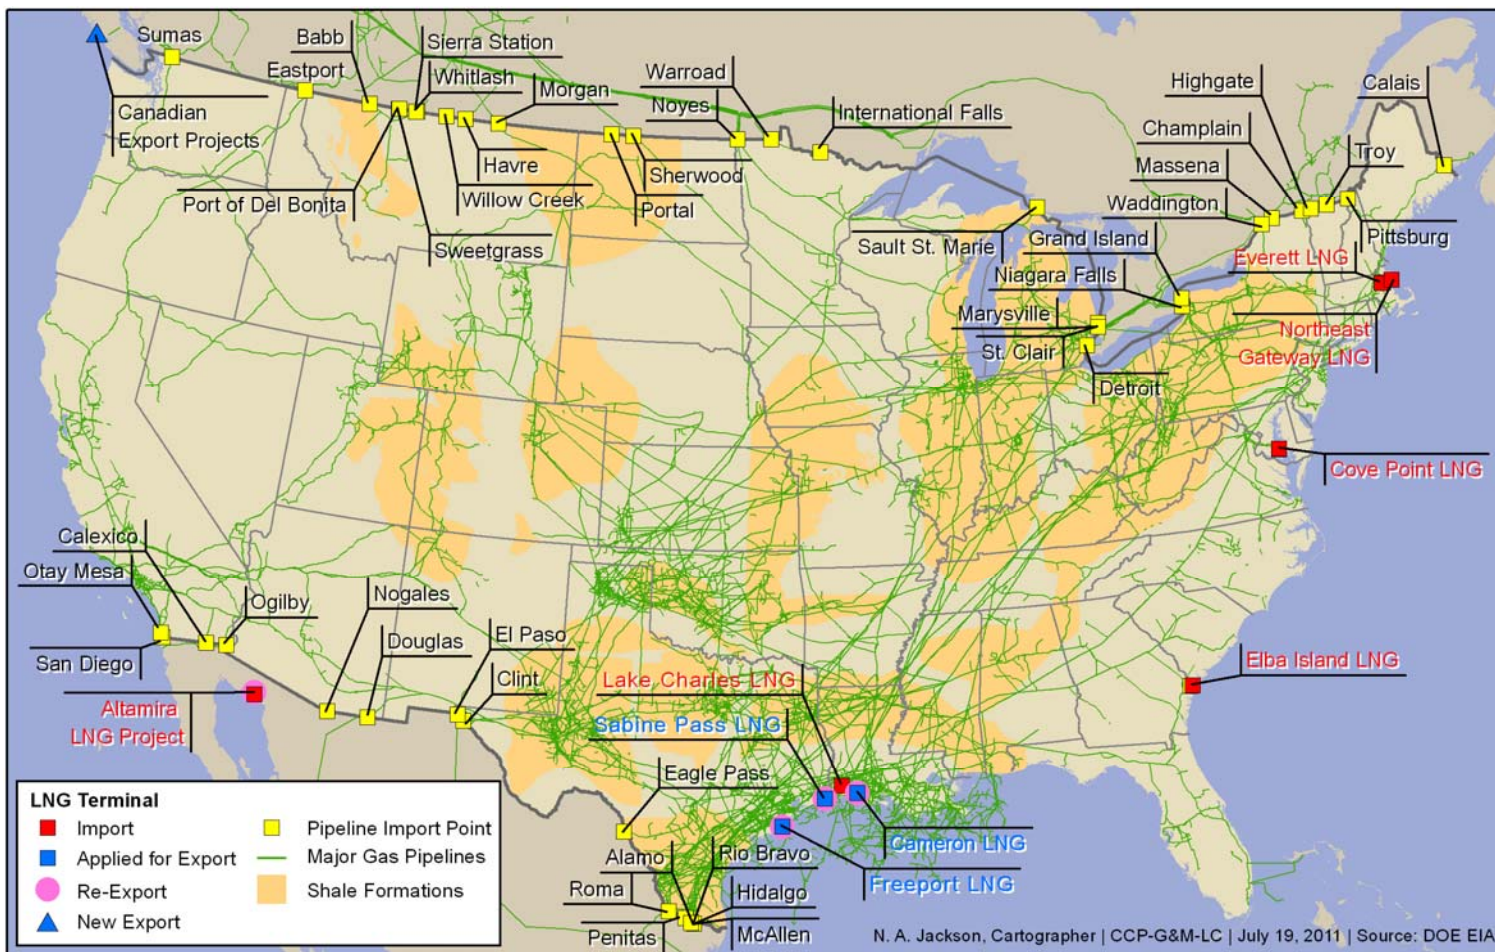 Sumas
Babb
Eastport
Sierra Station
Whitlash
Morgan
Warroad
Noyes
International Falls
Highgate
Calais
Champlain
Massena
Troy
Waddington
Canadian
Export Projects
Port of Del Bonita
Havre
Willow Creek
Sweetgrass
Sherwood
Portal
Sault St. Marie
Grand Island
Niagara Falls
Marysville
St. Clair
Detroit
Pittsburg
Everett LNG
Northeast
Gateway LNG
Cove Point LNG
Calexico
Otay Mesa
Ogilby
San Diego
Nogales
Douglas
El Paso
Clint
Altamira
LNG Project
Lake Charles LNG
Sabine Pass LNG
Elba Island LNG
Eagle Pass
Alamo
Rio Bravo
Roma
Hidalgo
Penitas
McAllen
Cameron LNG
Freeport LNG
LNG Terminal
Import
Applied for Export
Re-Export
New Export
Pipeline Import Point
Major Gas Pipelines
Shale Formations
N. A. Jackson, Cartographer | CCP-G&M-LC | July 19, 2011 | Source: DOE EIA